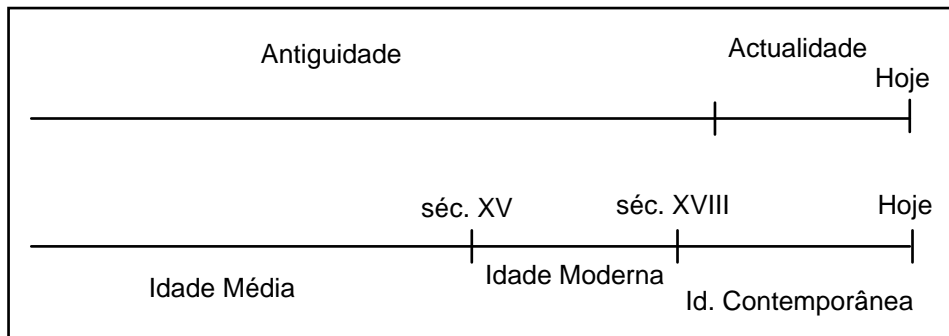 Antiguidade
Actualidade
Hoje
séc. XV
séc. XVIII
Hoje
Idade Média
Idade Moderna
Id. Contemporânea